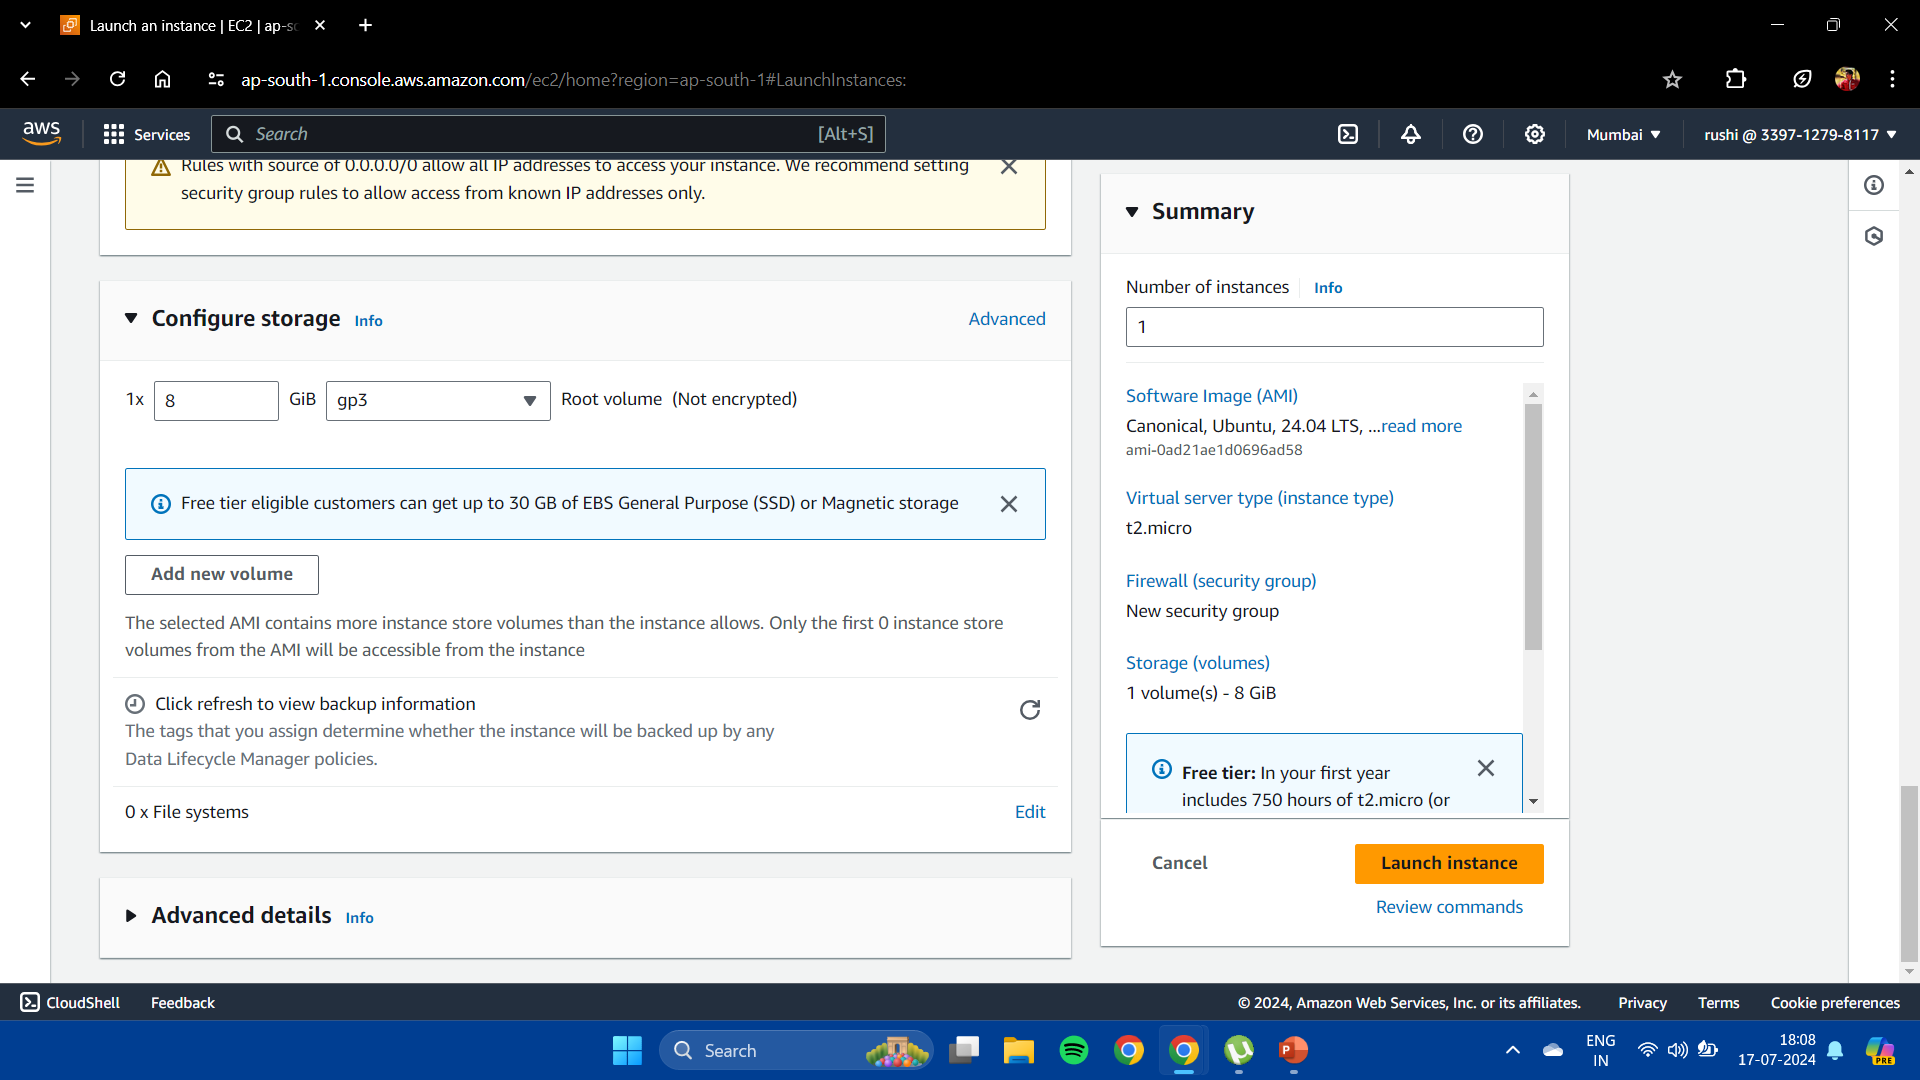 Launch an instance | EC2 | ap-so
ap-south-1.console.aws.amazon.com/ec2/home?region=ap-south-1#LaunchInstances:
aws
Services
Search
[Alt+S]
Mumbai
rushi @ 3397-1279-8117
Rules with source of 0.0.0.0/0 allow all IP addresses to access your instance. We recommend setting
security group rules to allow access from known IP addresses only.
Configure storage Info
Advanced
1x
8
GiB
gp3
Root volume (Not encrypted)
Free tier eligible customers can get up to 30 GB of EBS General Purpose (SSD) or Magnetic storage
Add new volume
The selected AMI contains more instance store volumes than the instance allows. Only the first 0 instance store
volumes from the AMI will be accessible from the instance
Click refresh to view backup information
The tags that you assign determine whether the instance will be backed up by any
Data Lifecycle Manager policies.
0 x File systems
Edit
Advanced details Info
Summary
Number of instances Info
1
Software Image (AMI)
Canonical, Ubuntu, 24.04 LTS, ...read more
ami-0ad21ae1d0696ad58
Virtual server type (instance type)
t2.micro
Firewall (security group)
New security group
Storage (volumes)
1 volume(s) - 8 GiB
Free tier: In your first year
includes 750 hours of t2.micro (or
Cancel
Launch instance
Review commands
CloudShell
Feedback
© 2024, Amazon Web Services, Inc. or its affiliates.
Privacy
Terms
Cookie preferences
Search
P
ENG
IN
18:08
17-07-2024
PRE